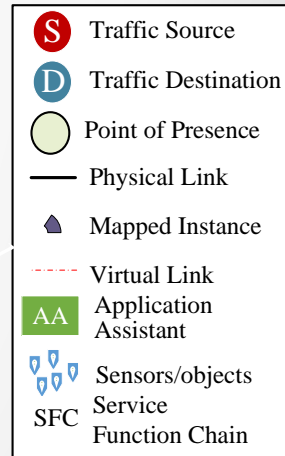 S Traffic Source
D Traffic Destination
Point of Presence
Physical Link
Mapped Instance
Virtual Link
AA Application
Assistant
Sensors/objects
SFC Service
Function Chain